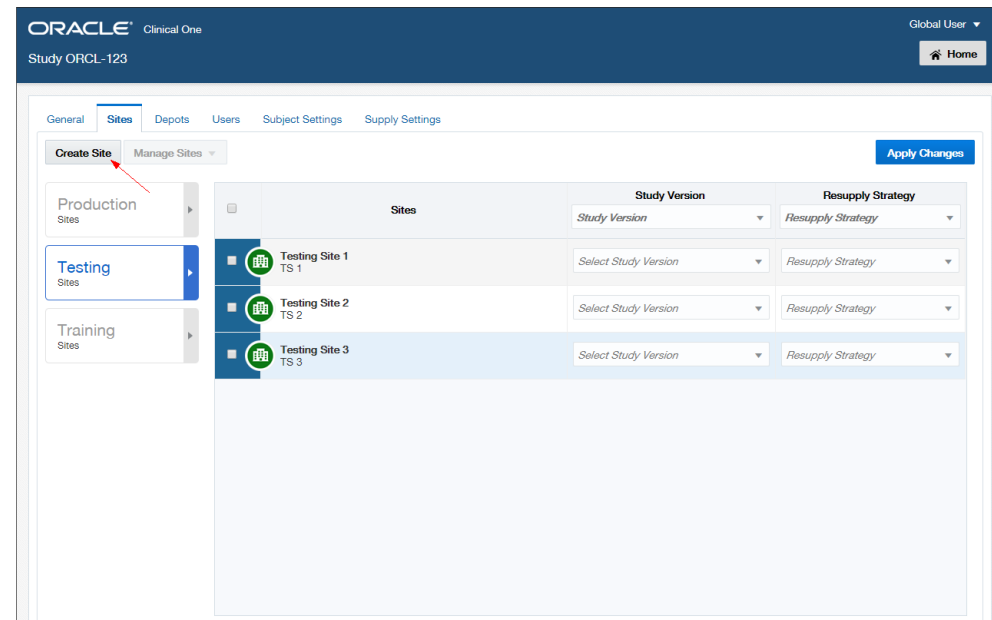 ORACLE® Clinical One
Global User
Study ORCL-123
Home
General Sites Depots Users Subject Settings Supply Settings
Create Site Manage Sites
Apply Changes
Production
Sites
Testing
Sites
Training
Sites
Sites
Study Version
Resupply Strategy
Study Version
Resupply Strategy
Testing Site 1
TS 1
Select Study Version
Resupply Strategy
Testing Site 2
TS 2
Select Study Version
Resupply Strategy
Testing Site 3
TS 3
Select Study Version
Resupply Strategy